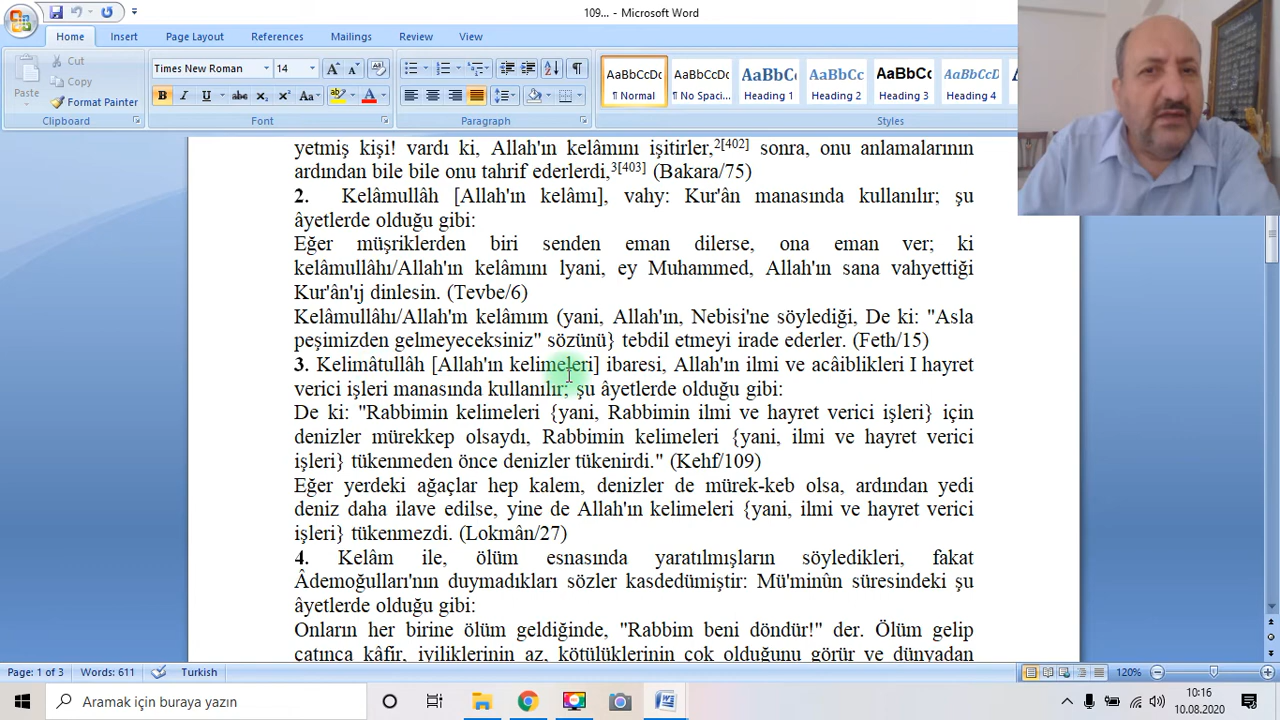 109... - Microsoft Word
Home Insert Page Layout References Mailings Review View
Paste
Cut
Copy
Format Painter
Clipboard
Times New Roman 14
Font
Paragraph
AaBbCcDc AaBbCcDc AaBbC AaBbCc AaBbCc AaBbCcD
¶ Normal ¶ No Spaci... Heading 1 Heading 2 Heading 3 Heading 4
Styles
yetmiş kişi! vardı ki, Allah'ın kelâmını işitirler,2[402] sonra, onu anlamalarının
ardından bile bile onu tahrif ederlerdi,3[403] (Bakara/75)
2. Kelâmullâh [Allah'ın kelâmı], vahy: Kur'ân manasında kullanılır; şu
âyetlerde olduğu gibi:
Eğer müşriklerden biri senden eman dilerse, ona eman ver; ki
kelâmullâhı/Allah'ın kelâmını lyani, ey Muhammed, Allah'ın sana vahyettiği
Kur'ân'ıj dinlesin. (Tevbe/6)
Kelâmullâhı/Allah'm kelâmım (yani, Allah'ın, Nebisi'ne söylediği, De ki: "Asla
peşimizden gelmeyeceksiniz" sözünü} tebdil etmeyi irade ederler. (Feth/15)
3. Kelimâtullâh [Allah'ın kelimeleri] ibaresi, Allah'ın ilmi ve acâiblikleri I hayret
verici işleri manasında kullanılır; şu âyetlerde olduğu gibi:
De ki: "Rabbimin kelimeleri {yani, Rabbimin ilmi ve hayret verici işleri} için
denizler mürekkep olsaydı, Rabbimin kelimeleri {yani, ilmi ve hayret verici
işleri} tükenmeden önce denizler tükenirdi." (Kehf/109)
Eğer yerdeki ağaçlar hep kalem, denizler de mürek-keb olsa, ardından yedi
deniz daha ilave edilse, yine de Allah'ın kelimeleri {yani, ilmi ve hayret verici
işleri} tükenmezdi. (Lokmân/27)
4. Kelâm ile, ölüm esnasında yaratılmışların söyledikleri, fakat
Âdemoğulları'nın duymadıkları sözler kasdedümiştir: Mü'minûn süresindeki şu
âyetlerde olduğu gibi:
Onların her birine ölüm geldiğinde, "Rabbim beni döndür!" der. Ölüm gelip
çatınca kâfir, iyiliklerinin az, kötülüklerinin çok olduğunu görür ve dünyadan
Page: 1 of 3 Words: 611 Turkish 120%
Aramak için buraya yazın
10:16
10.08.2020